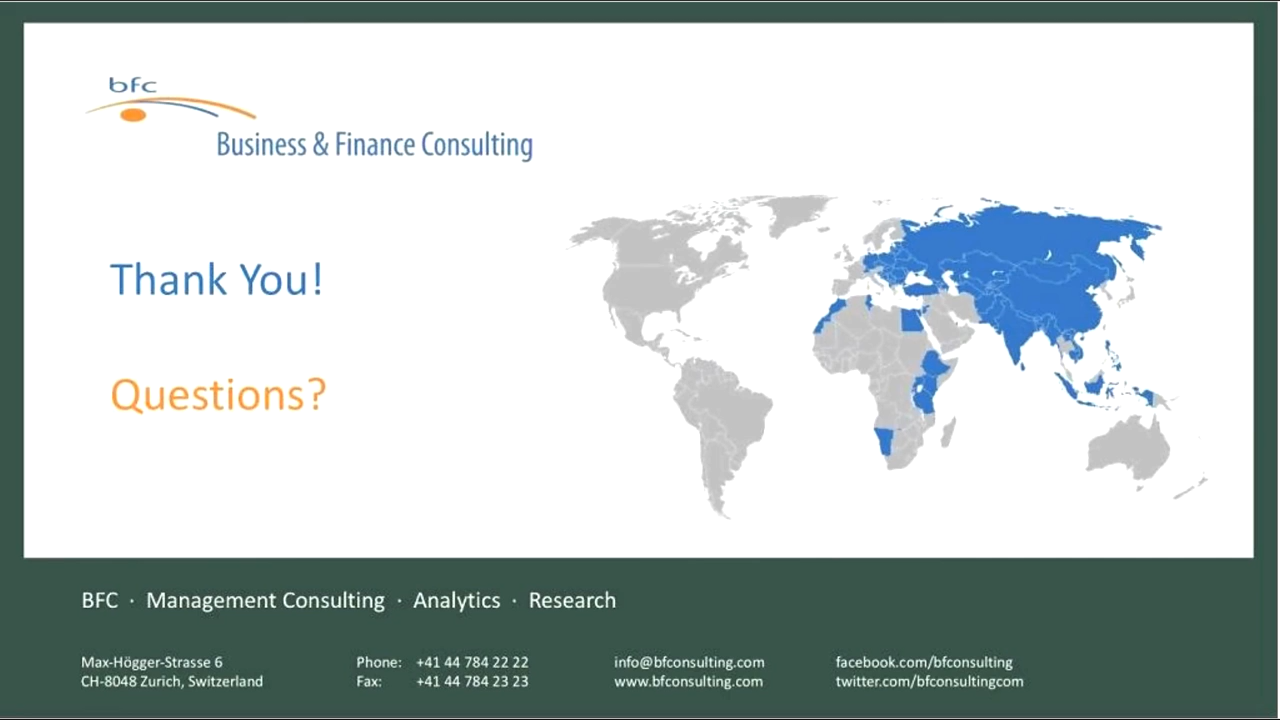 bfc
Business & Finance Consulting
Thank You!
Questions?
BFC · Management Consulting · Analytics · Research
Max-Högger-Strasse 6
CH-8048 Zurich, Switzerland
Phone: +41 44 784 22 22
Fax: +41 44 784 23 23
info@bfconsulting.com
www.bfconsulting.com
facebook.com/bfconsulting
twitter.com/bfconsultingcom